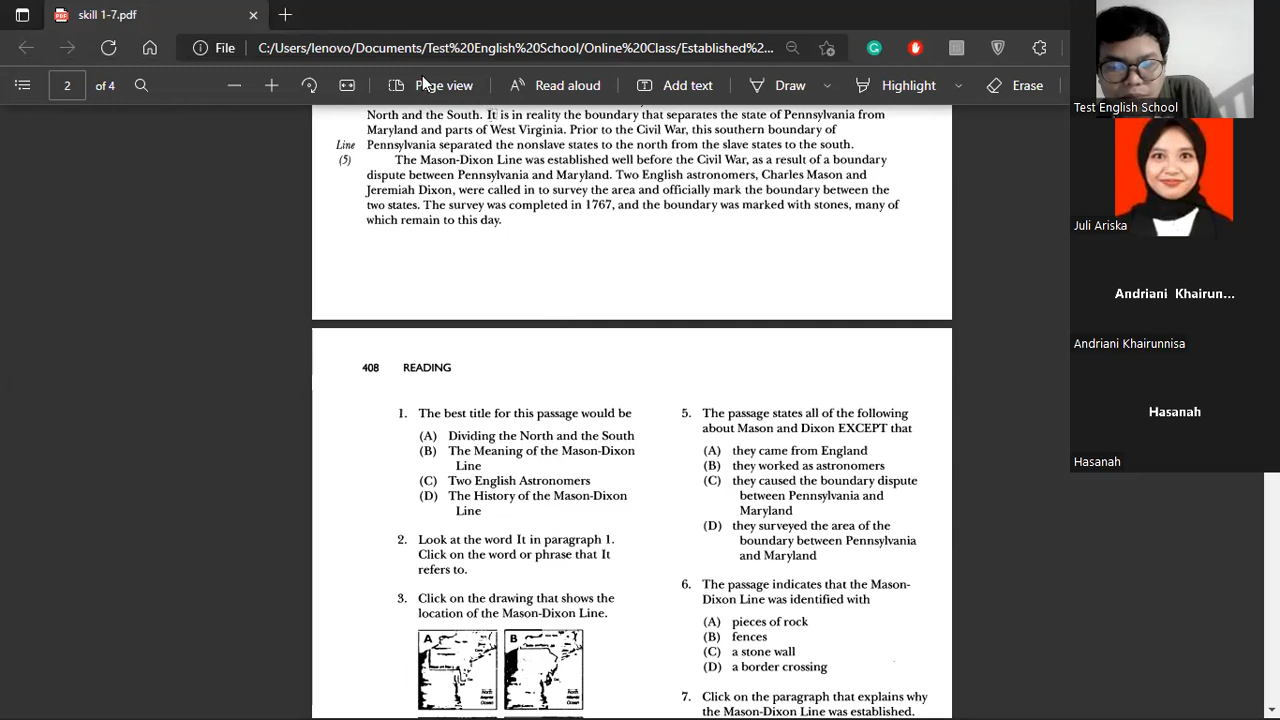 skill 1-7.pdf
File
C:/Users/lenovo/Documents/Test%20English%20School/Online%20Class/Established%2...
2 of 4
Page view
Read aloud
Add text
Draw
Highlight
Erase
North and the South. It is in reality the boundary that separates the state of Pennsylvania from
Maryland and parts of West Virginia. Prior to the Civil War, this southern boundary of
Line Pennsylvania separated the nonslave states to the north from the slave states to the south.
(5) The Mason-Dixon Line was established well before the Civil War, as a result of a boundary
dispute between Pennsylvania and Maryland. Two English astronomers, Charles Mason and
Jeremiah Dixon, were called in to survey the area and officially mark the boundary between the
two states. The survey was completed in 1767, and the boundary was marked with stones, many of
which remain to this day.
408 READING
1. The best title for this passage would be
(A) Dividing the North and the South
(B) The Meaning of the Mason-Dixon
Line
(C) Two English Astronomers
(D) The History of the Mason-Dixon
Line
2. Look at the word It in paragraph 1.
Click on the word or phrase that It
refers to.
3. Click on the drawing that shows the
location of the Mason-Dixon Line.
A
B
5. The passage states all of the following
about Mason and Dixon EXCEPT that
(A) they came from England
(B) they worked as astronomers
(C) they caused the boundary dispute
between Pennsylvania and
Maryland
(D) they surveyed the area of the
boundary between Pennsylvania
and Maryland
6. The passage indicates that the Mason-
Dixon Line was identified with
(A) pieces of rock
(B) fences
(C) a stone wall
(D) a border crossing
7. Click on the paragraph that explains why
the Mason-Dixon Line was established.
Test English School
Juli Ariska
Andriani Khairun...
Andriani Khairunnisa
Hasanah
Hasanah